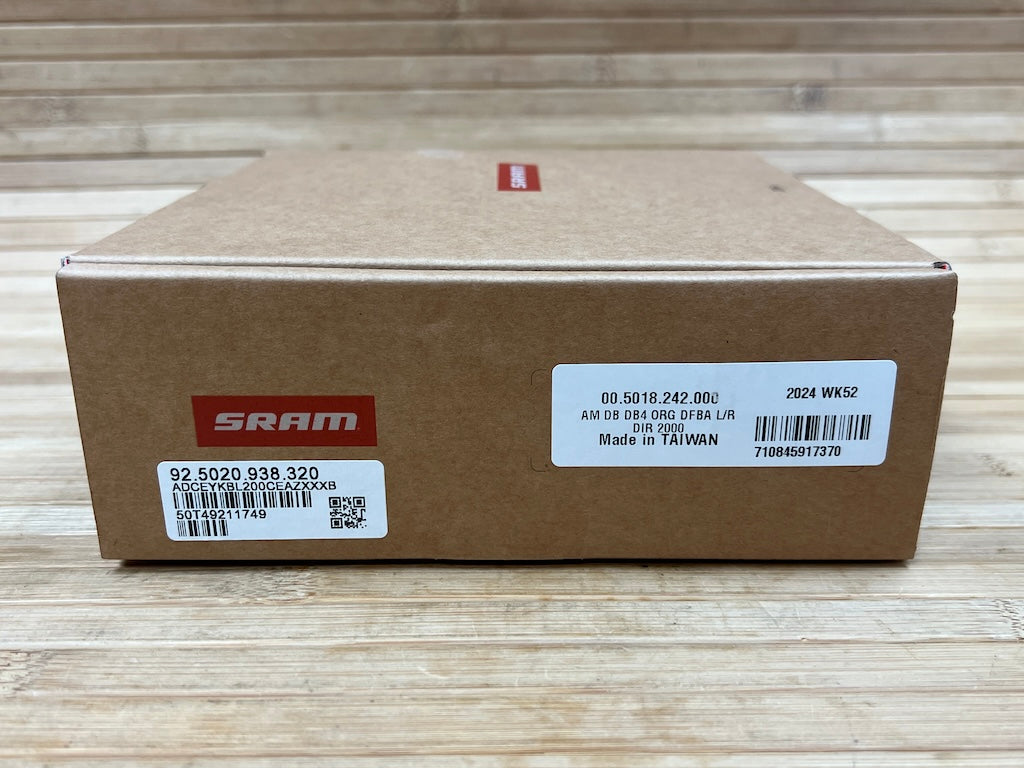 SRAM
SRAM
92.5020.938.320
ADCEYKBL200CEAZXXXB
50T49211749
00.5018.242.000
2024 WK52
AM DB DB4 ORG DFBA L/R
DIR 2000
Made in TAIWAN
710845917370